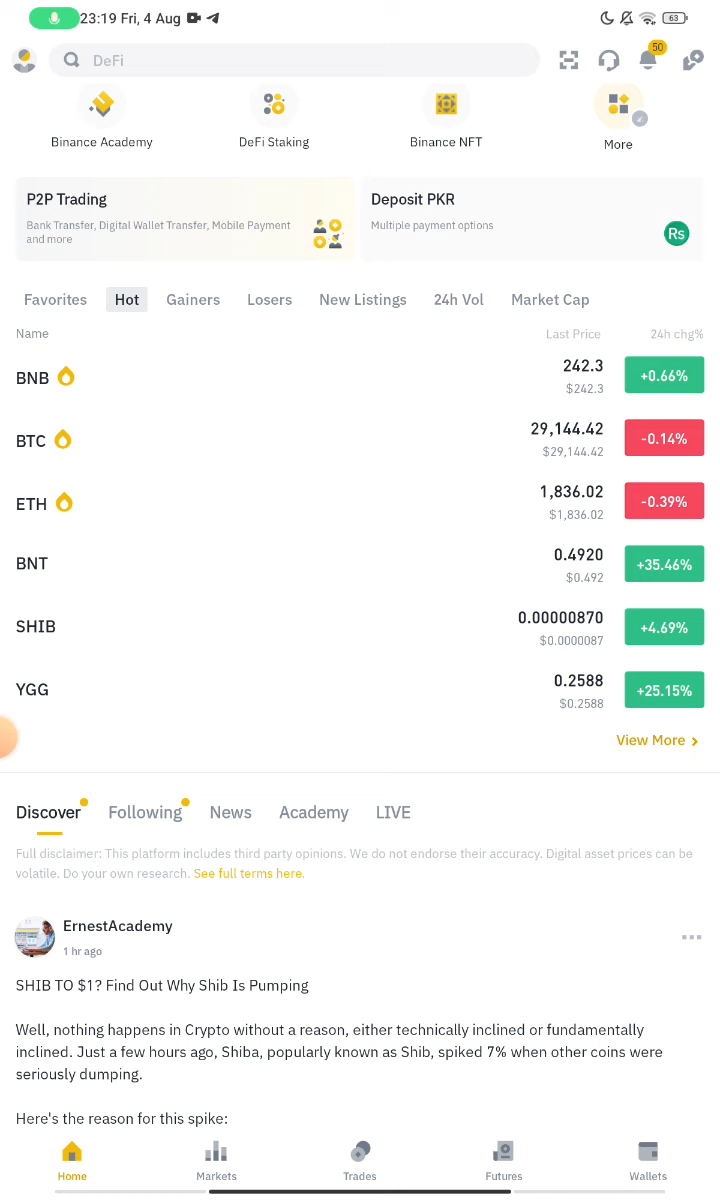 23:19 Fri, 4 Aug
63
DeFi
50
Binance Academy
DeFi Staking
Binance NFT
More
P2P Trading
Bank Transfer, Digital Wallet Transfer, Mobile Payment
and more
Deposit PKR
Multiple payment options
Rs
Favorites
Hot
Gainers
Losers
New Listings
24h Vol
Market Cap
Name
Last Price
24h chg%
BNB
242.3
$242.3
+0.66%
BTC
29,144.42
$29,144.42
-0.14%
ETH
1,836.02
$1,836.02
-0.39%
BNT
0.4920
$0.492
+35.46%
SHIB
0.00000870
$0.0000087
+4.69%
YGG
0.2588
$0.2588
+25.15%
View More
Discover
Following
News
Academy
LIVE
Full disclaimer: This platform includes third party opinions. We do not endorse their accuracy. Digital asset prices can be
volatile. Do your own research. See full terms here.
ErnestAcademy
1 hr ago
SHIB TO $1? Find Out Why Shib Is Pumping
Well, nothing happens in Crypto without a reason, either technically inclined or fundamentally
inclined. Just a few hours ago, Shiba, popularly known as Shib, spiked 7% when other coins were
seriously dumping.
Here's the reason for this spike:
Home
Markets
Trades
Futures
Wallets